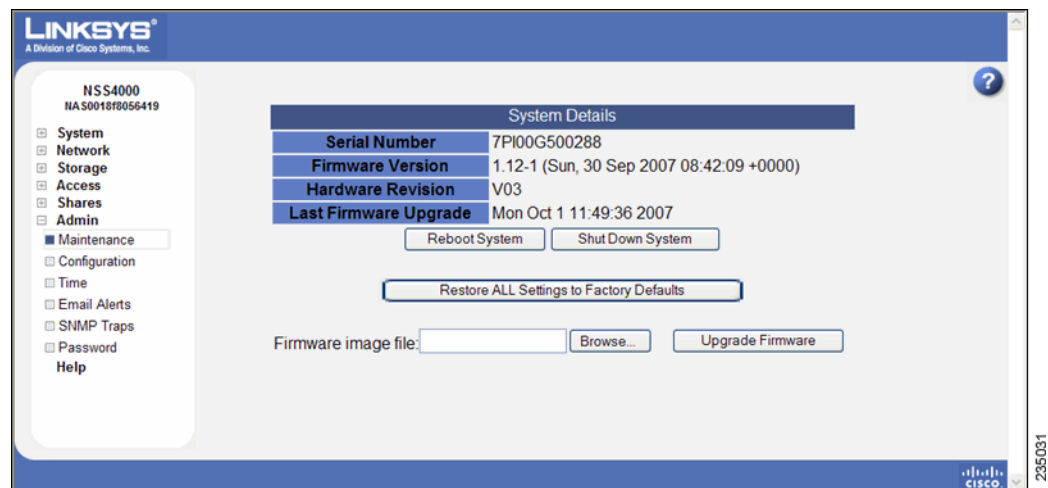 LINKSYS®
A Division of Cisco Systems, Inc.
NSS4000
NAS0018f8056419
System
Network
Storage
Access
Shares
Admin
Maintenance
Configuration
Time
Email Alerts
SNMP Traps
Password
Help
?
System Details
Serial Number 7PI00G500288
Firmware Version 1.12-1 (Sun, 30 Sep 2007 08:42:09 +0000)
Hardware Revision V03
Last Firmware Upgrade Mon Oct 1 11:49:36 2007
Reboot System Shut Down System
Restore ALL Settings to Factory Defaults
Firmware image file: Browse... Upgrade Firmware
CISCO.
235031